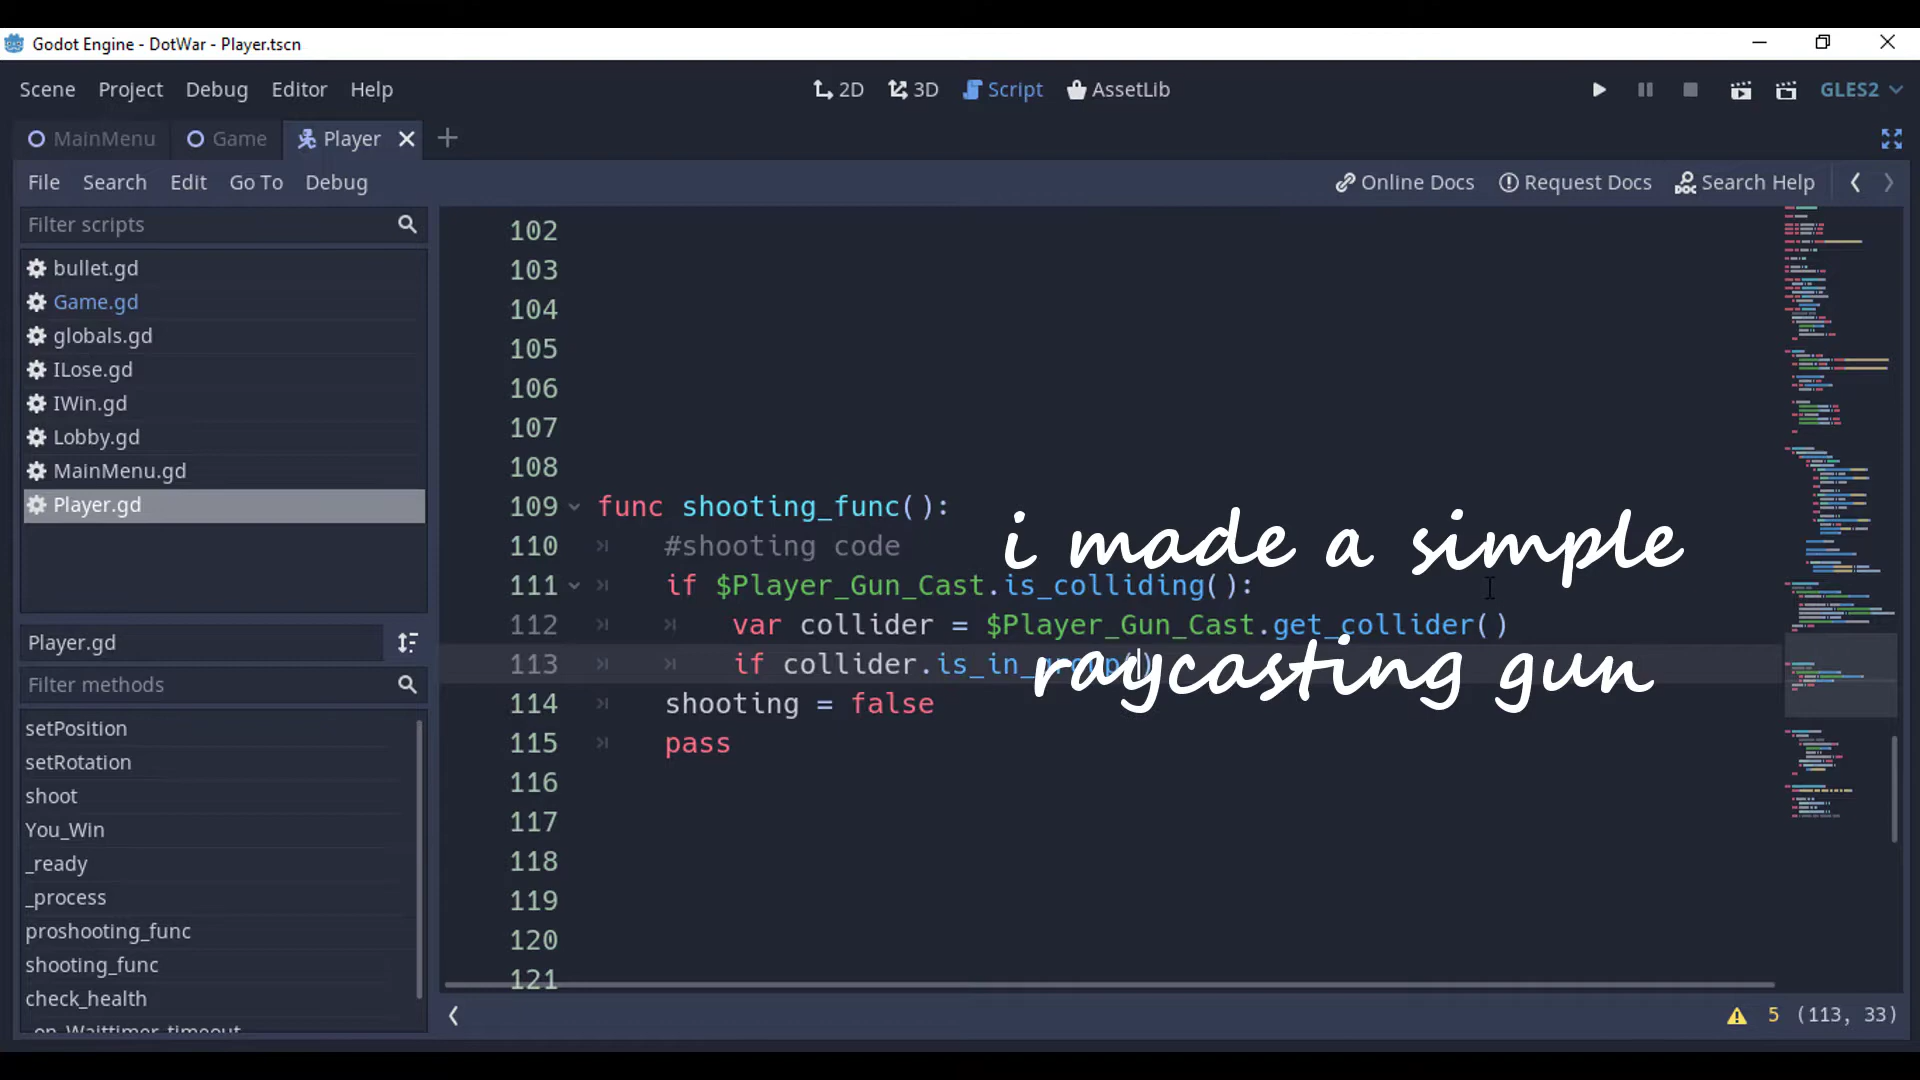 Godot Engine - DotWar - Player.tscn
Scene Project Debug Editor Help 2D 3D Script AssetLib GLES2
MainMenu Game Player
File Search Edit Go To Debug Online Docs Request Docs Search Help
Filter scripts
bullet.gd
Game.gd
globals.gd
ILose.gd
IWin.gd
Lobby.gd
MainMenu.gd
Player.gd
Player.gd
Filter methods
setPosition
setRotation
shoot
You_Win
_ready
_process
proshooting_func
shooting_func
check_health
_on_Waittimer_timeout
102
103
104
105
106
107
108
109 func shooting_func():
110 #shooting code
111 if $Player_Gun_Cast.is_colliding():
112 var collider = $Player_Gun_Cast.get_collider()
113 if collider.is_in_group()
114 shooting = false
115 pass
116
117
118
119
120
121
i made a simple
raycasting gun
5 (113, 33)